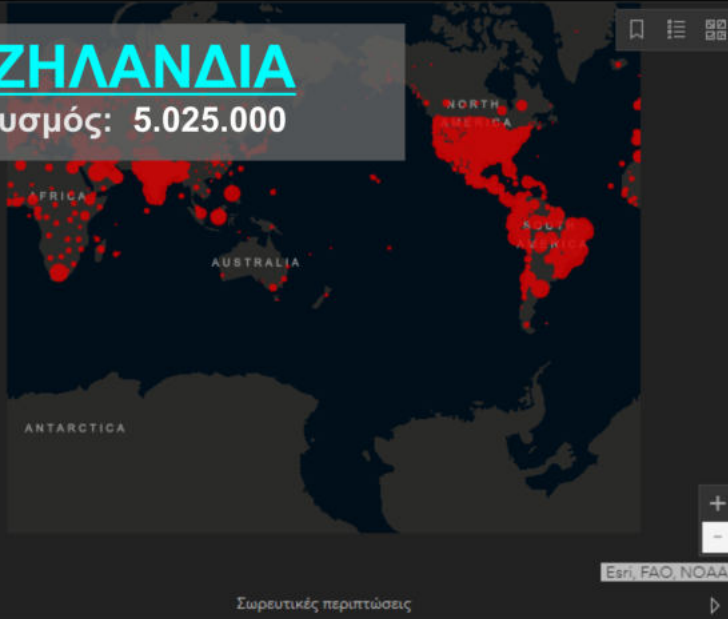 ΖΗΛΑΝΔΙΑ
υσμός: 5.025.000
NORTH
AMERICA
AFRICA
SOUTH
AMERICA
AUSTRALIA
ANTARCTICA
+
-
Esri, FAO, NOAA
Σωρευτικές περιπτώσεις